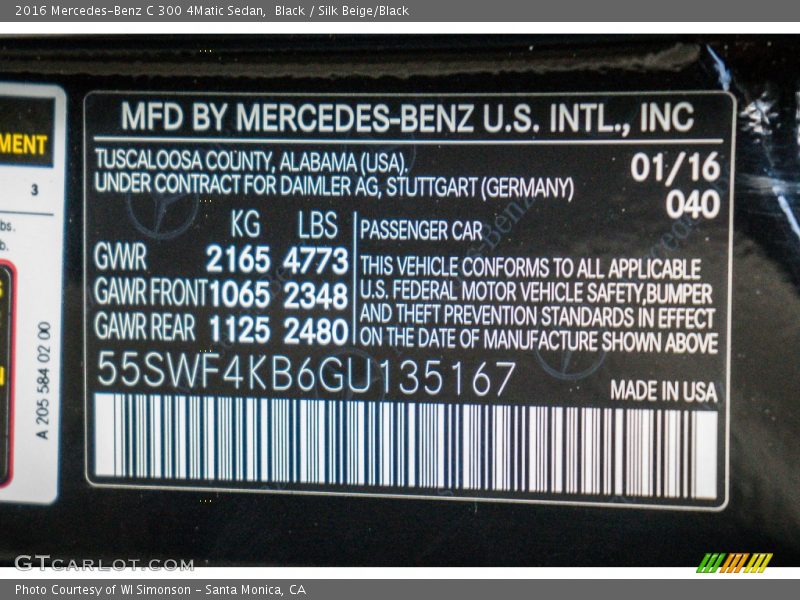 2016 Mercedes-Benz C 300 4Matic Sedan,  Black / Silk Beige/Black
MENT
3
bs.
b.
A 205 584 02 00
MFD BY MERCEDES-BENZ U.S. INTL., INC
TUSCALOOSA COUNTY, ALABAMA (USA).
01/16
UNDER CONTRACT FOR DAIMLER AG, STUTTGART (GERMANY)
040
KG LBS
GVWR 2165 4773
GAWR FRONT 1065 2348
GAWR REAR 1125 2480
PASSENGER CAR
THIS VEHICLE CONFORMS TO ALL APPLICABLE
U.S. FEDERAL MOTOR VEHICLE SAFETY,BUMPER
AND THEFT PREVENTION STANDARDS IN EFFECT
ON THE DATE OF MANUFACTURE SHOWN ABOVE
55SWF4KB6GU135167
MADE IN USA
GTCARLOT.COM
Photo Courtesy of WI Simonson - Santa Monica, CA